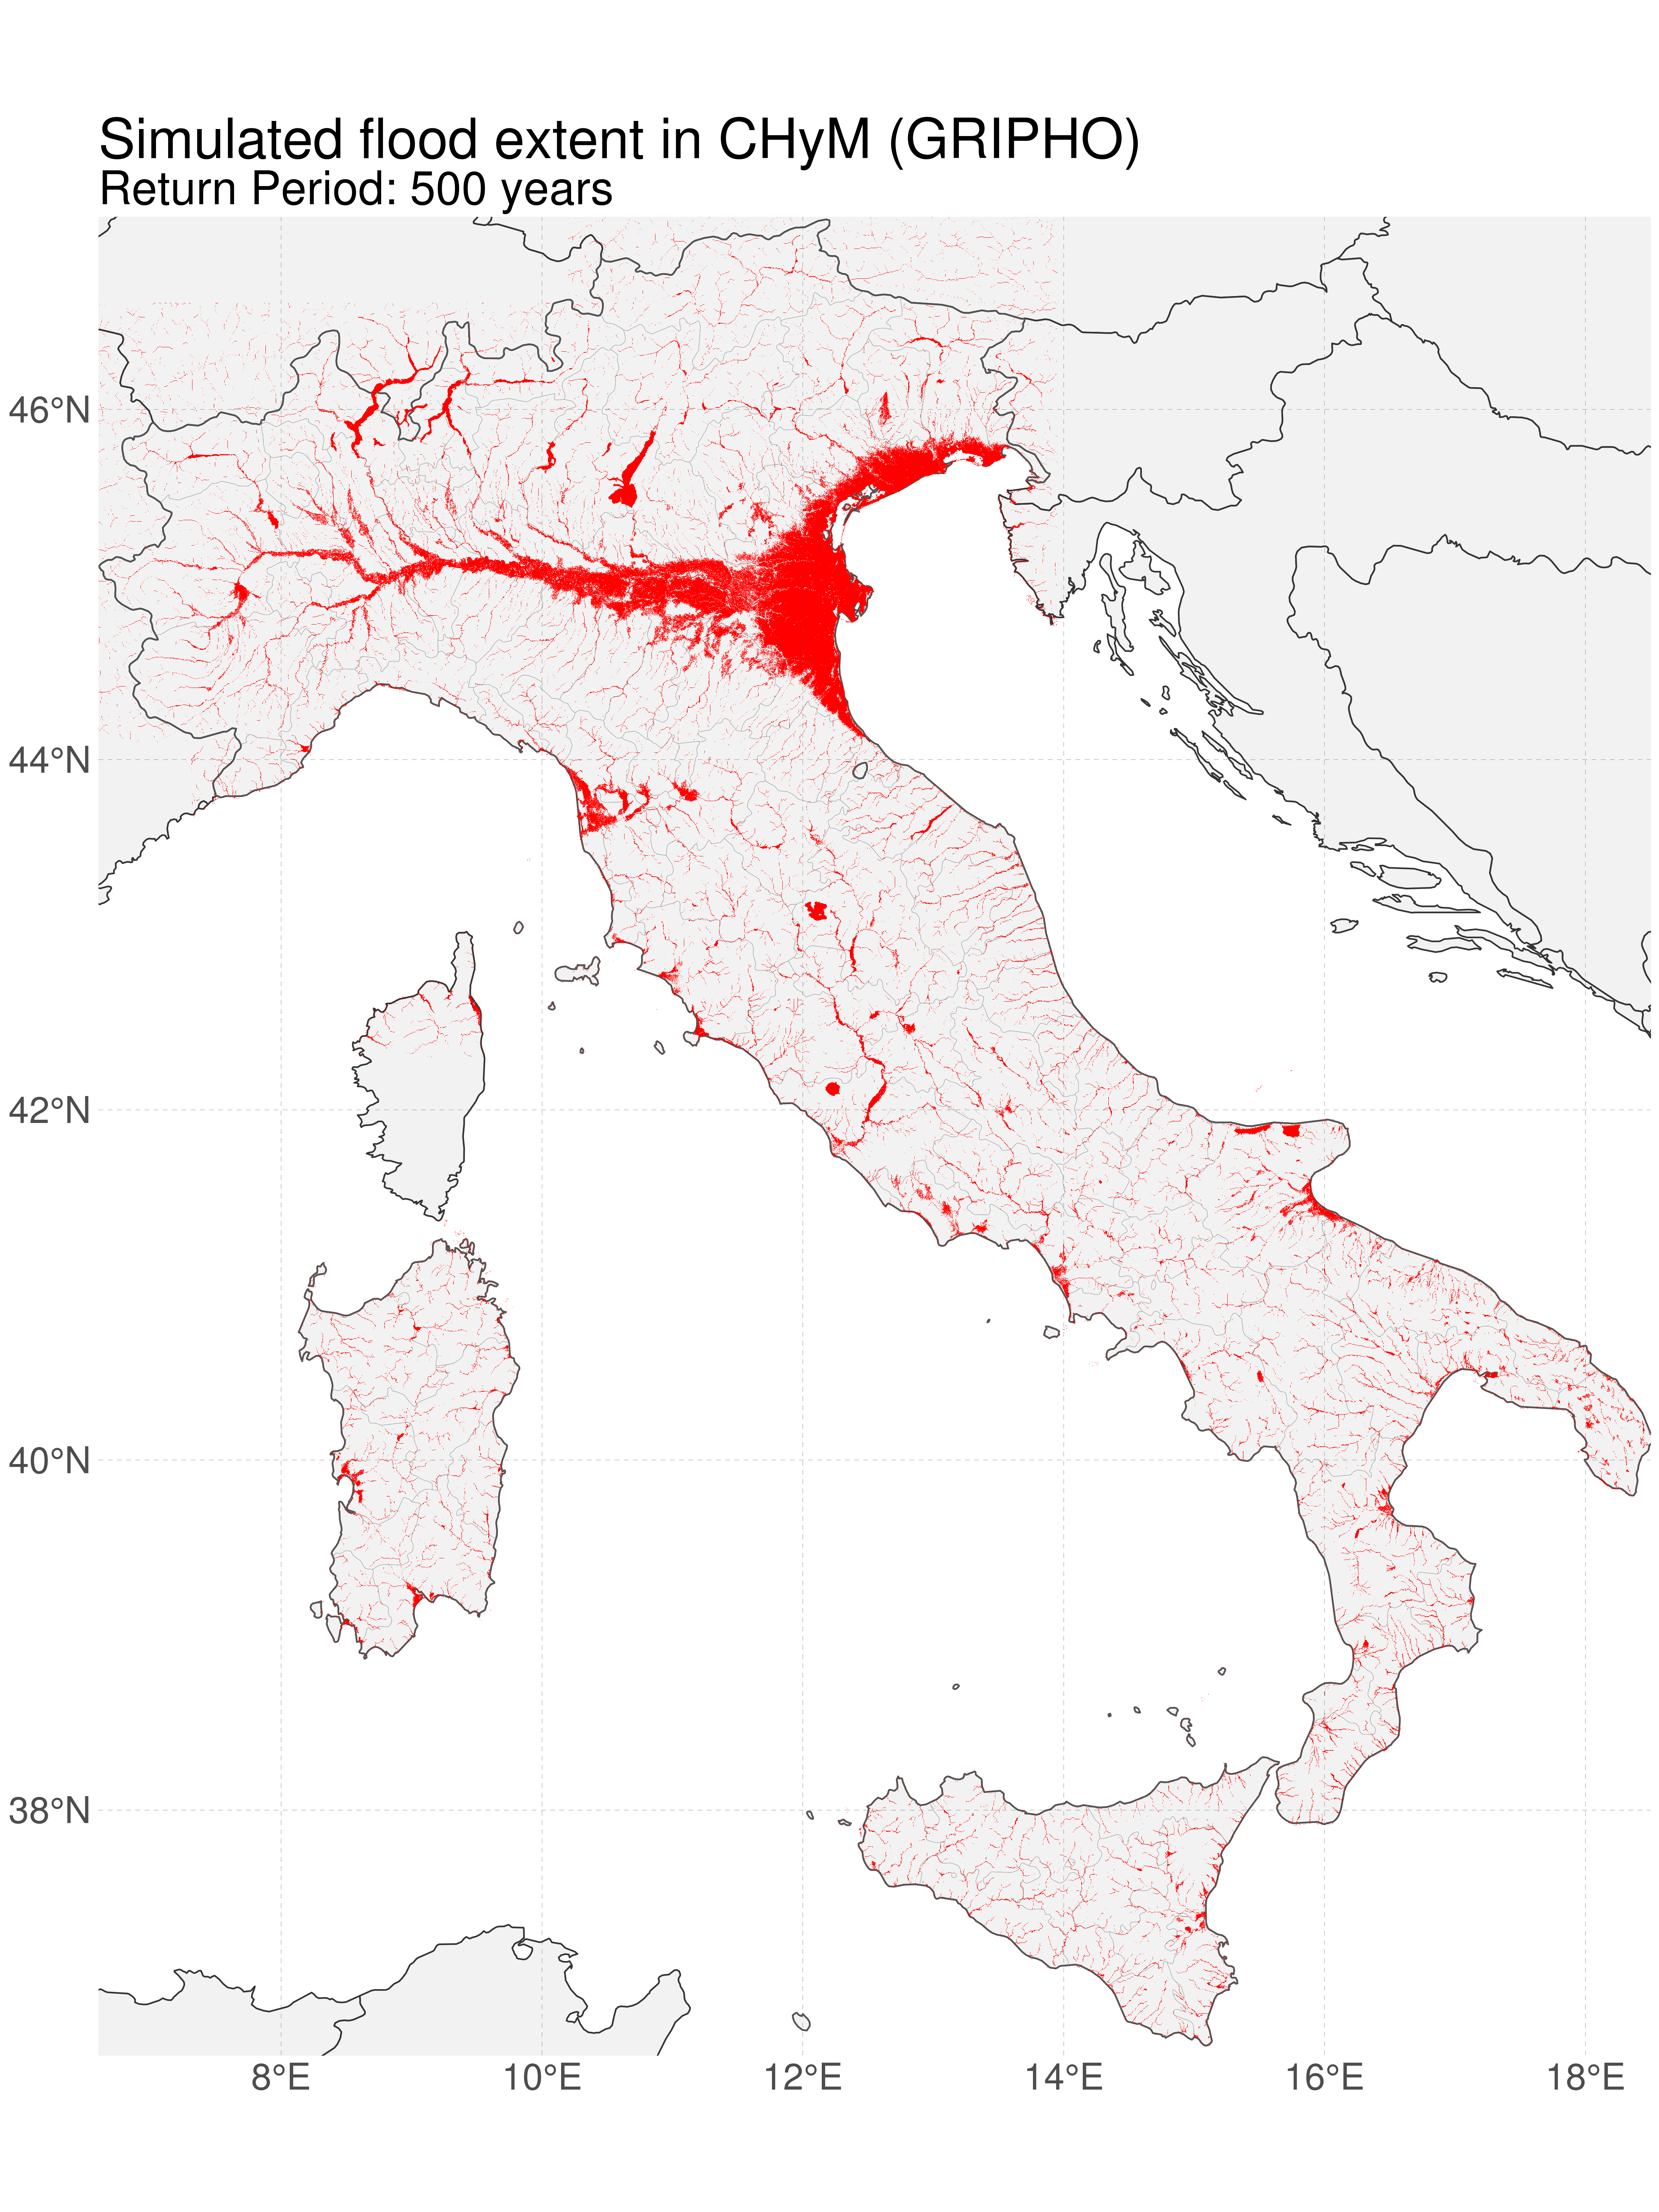 Simulated flood extent in CHyM (GRIPHO)
Return Period: 500 years
46°N
44°N
42°N
40°N
38°N
8°E
10°E
12°E
14°E
16°E
18°E